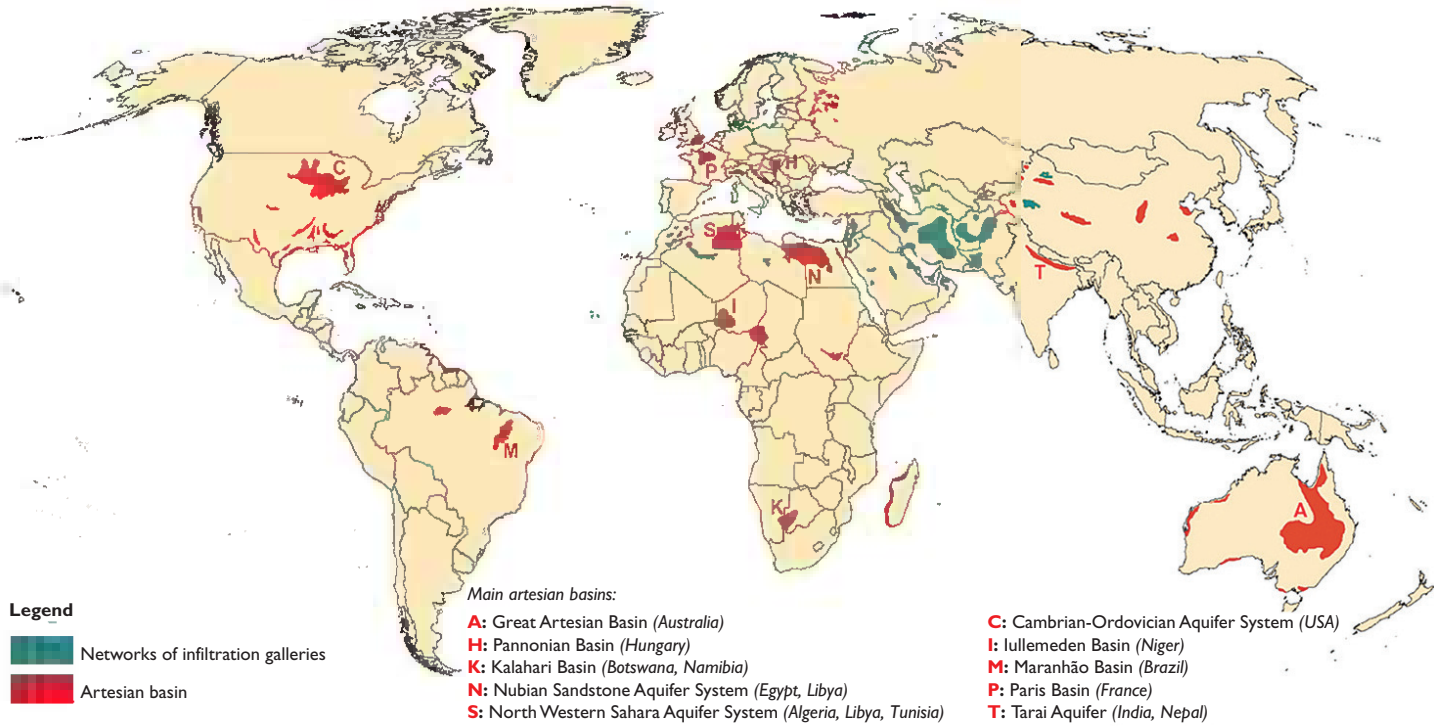 C
H
P
S
N
T
I
M
K
A
Legend
Networks of infiltration galleries
Artesian basin
Main artesian basins:
A: Great Artesian Basin (Australia)
H: Pannonian Basin (Hungary)
K: Kalahari Basin (Botswana, Namibia)
N: Nubian Sandstone Aquifer System (Egypt, Libya)
S: North Western Sahara Aquifer System (Algeria, Libya, Tunisia)
C: Cambrian-Ordovician Aquifer System (USA)
I: Iullemeden Basin (Niger)
M: Maranhão Basin (Brazil)
P: Paris Basin (France)
T: Tarai Aquifer (India, Nepal)